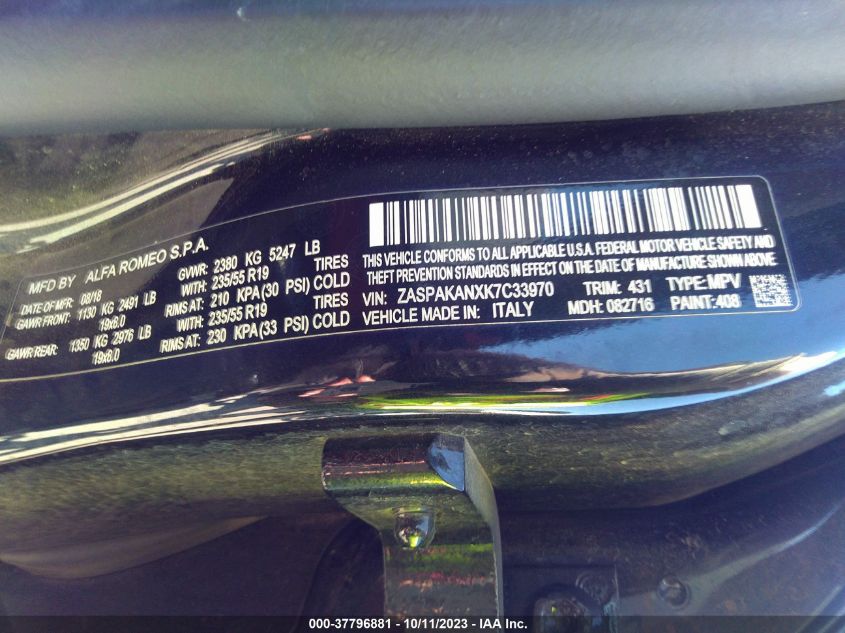 MFD BY ALFA ROMEO S.P.A.
DATE OF MFR: 08/18 GVWR: 2380 KG 5247 LB
GAWR FRONT: 1130 KG 2491 LB WITH: 235/55 R19 TIRES
19x8.0 RIMS AT: 210 KPA(30 PSI) COLD
GAWR REAR: 1350 KG 2976 LB WITH: 235/55 R19 TIRES
19x8.0 RIMS AT: 230 KPA(33 PSI) COLD
THIS VEHICLE CONFORMS TO ALL APPLICABLE U.S.A. FEDERAL MOTOR VEHICLE SAFETY AND
THEFT PREVENTION STANDARDS IN EFFECT ON THE DATE OF MANUFACTURE SHOWN ABOVE.
VIN: ZASPAKANXK7C33970 TRIM: 431 TYPE: MPV
VEHICLE MADE IN: ITALY MDH: 082716 PAINT: 408
000-37796881 - 10/11/2023 - IAA Inc.